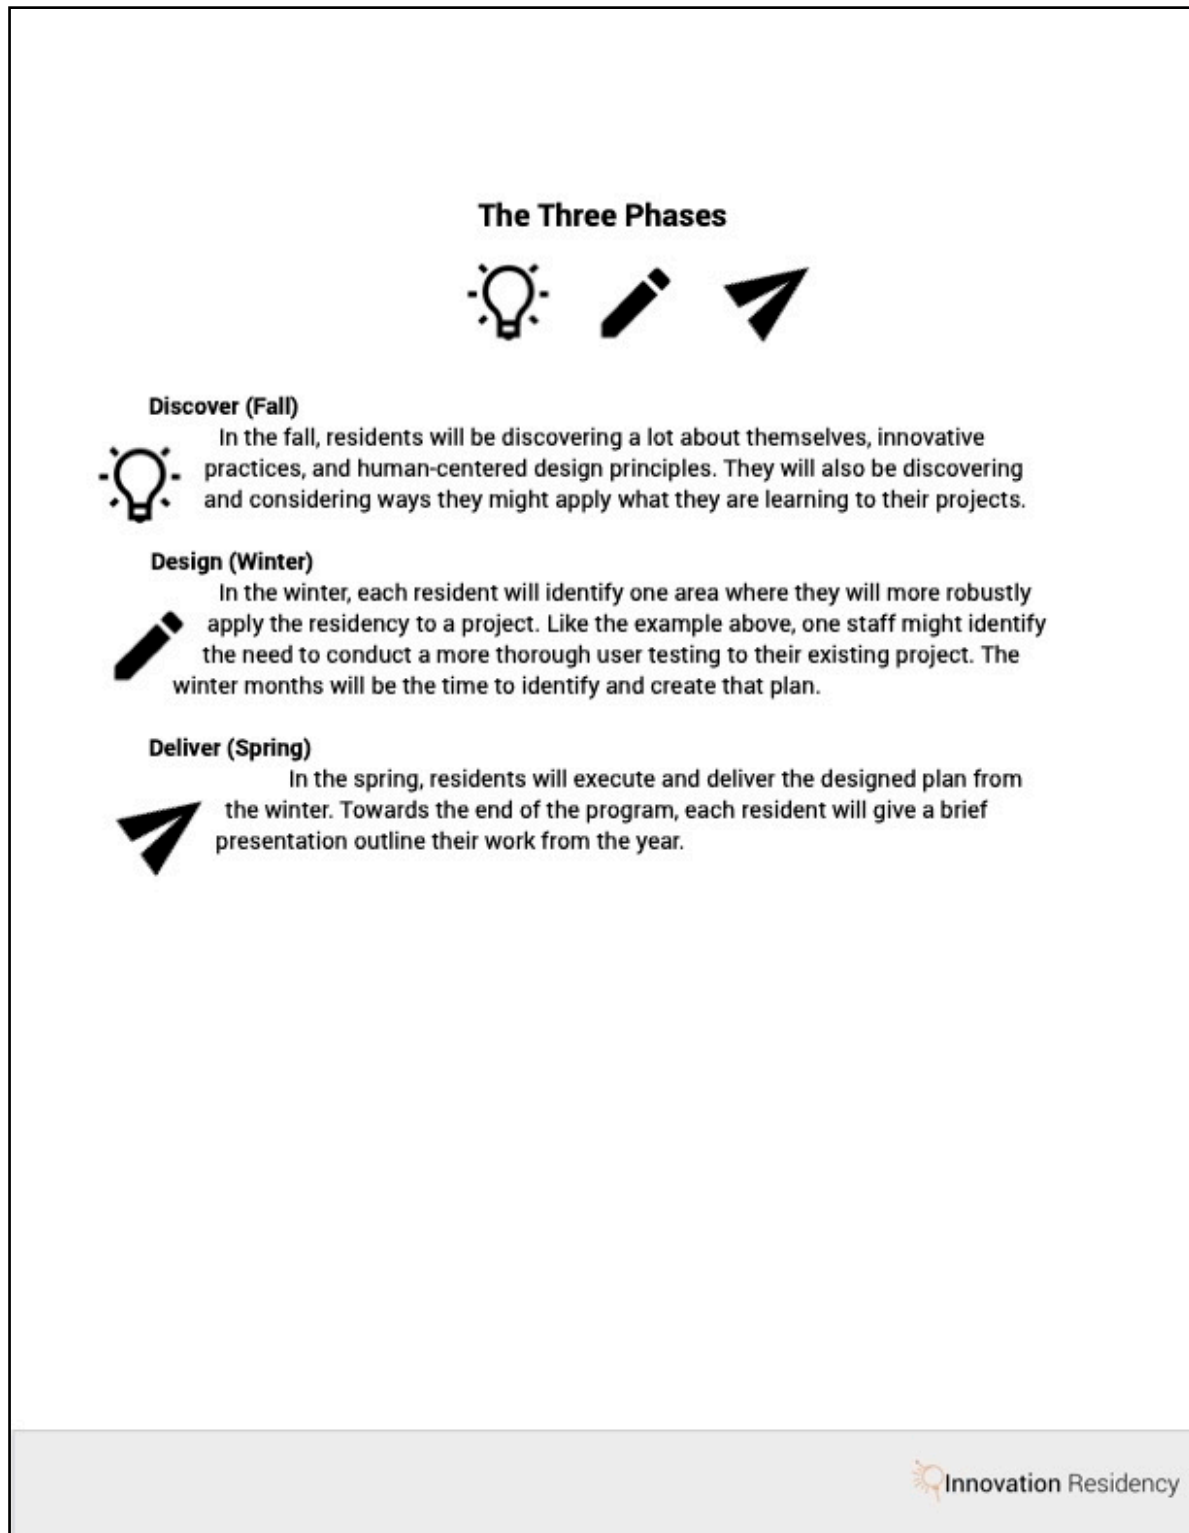 The Three Phases
Discover (Fall)
In the fall, residents will be discovering a lot about themselves, innovative
practices, and human-centered design principles. They will also be discovering
and considering ways they might apply what they are learning to their projects.
Design (Winter)
In the winter, each resident will identify one area where they will more robustly
apply the residency to a project. Like the example above, one staff might identify
the need to conduct a more thorough user testing to their existing project. The
winter months will be the time to identify and create that plan.
Deliver (Spring)
In the spring, residents will execute and deliver the designed plan from
the winter. Towards the end of the program, each resident will give a brief
presentation outline their work from the year.
Innovation Residency